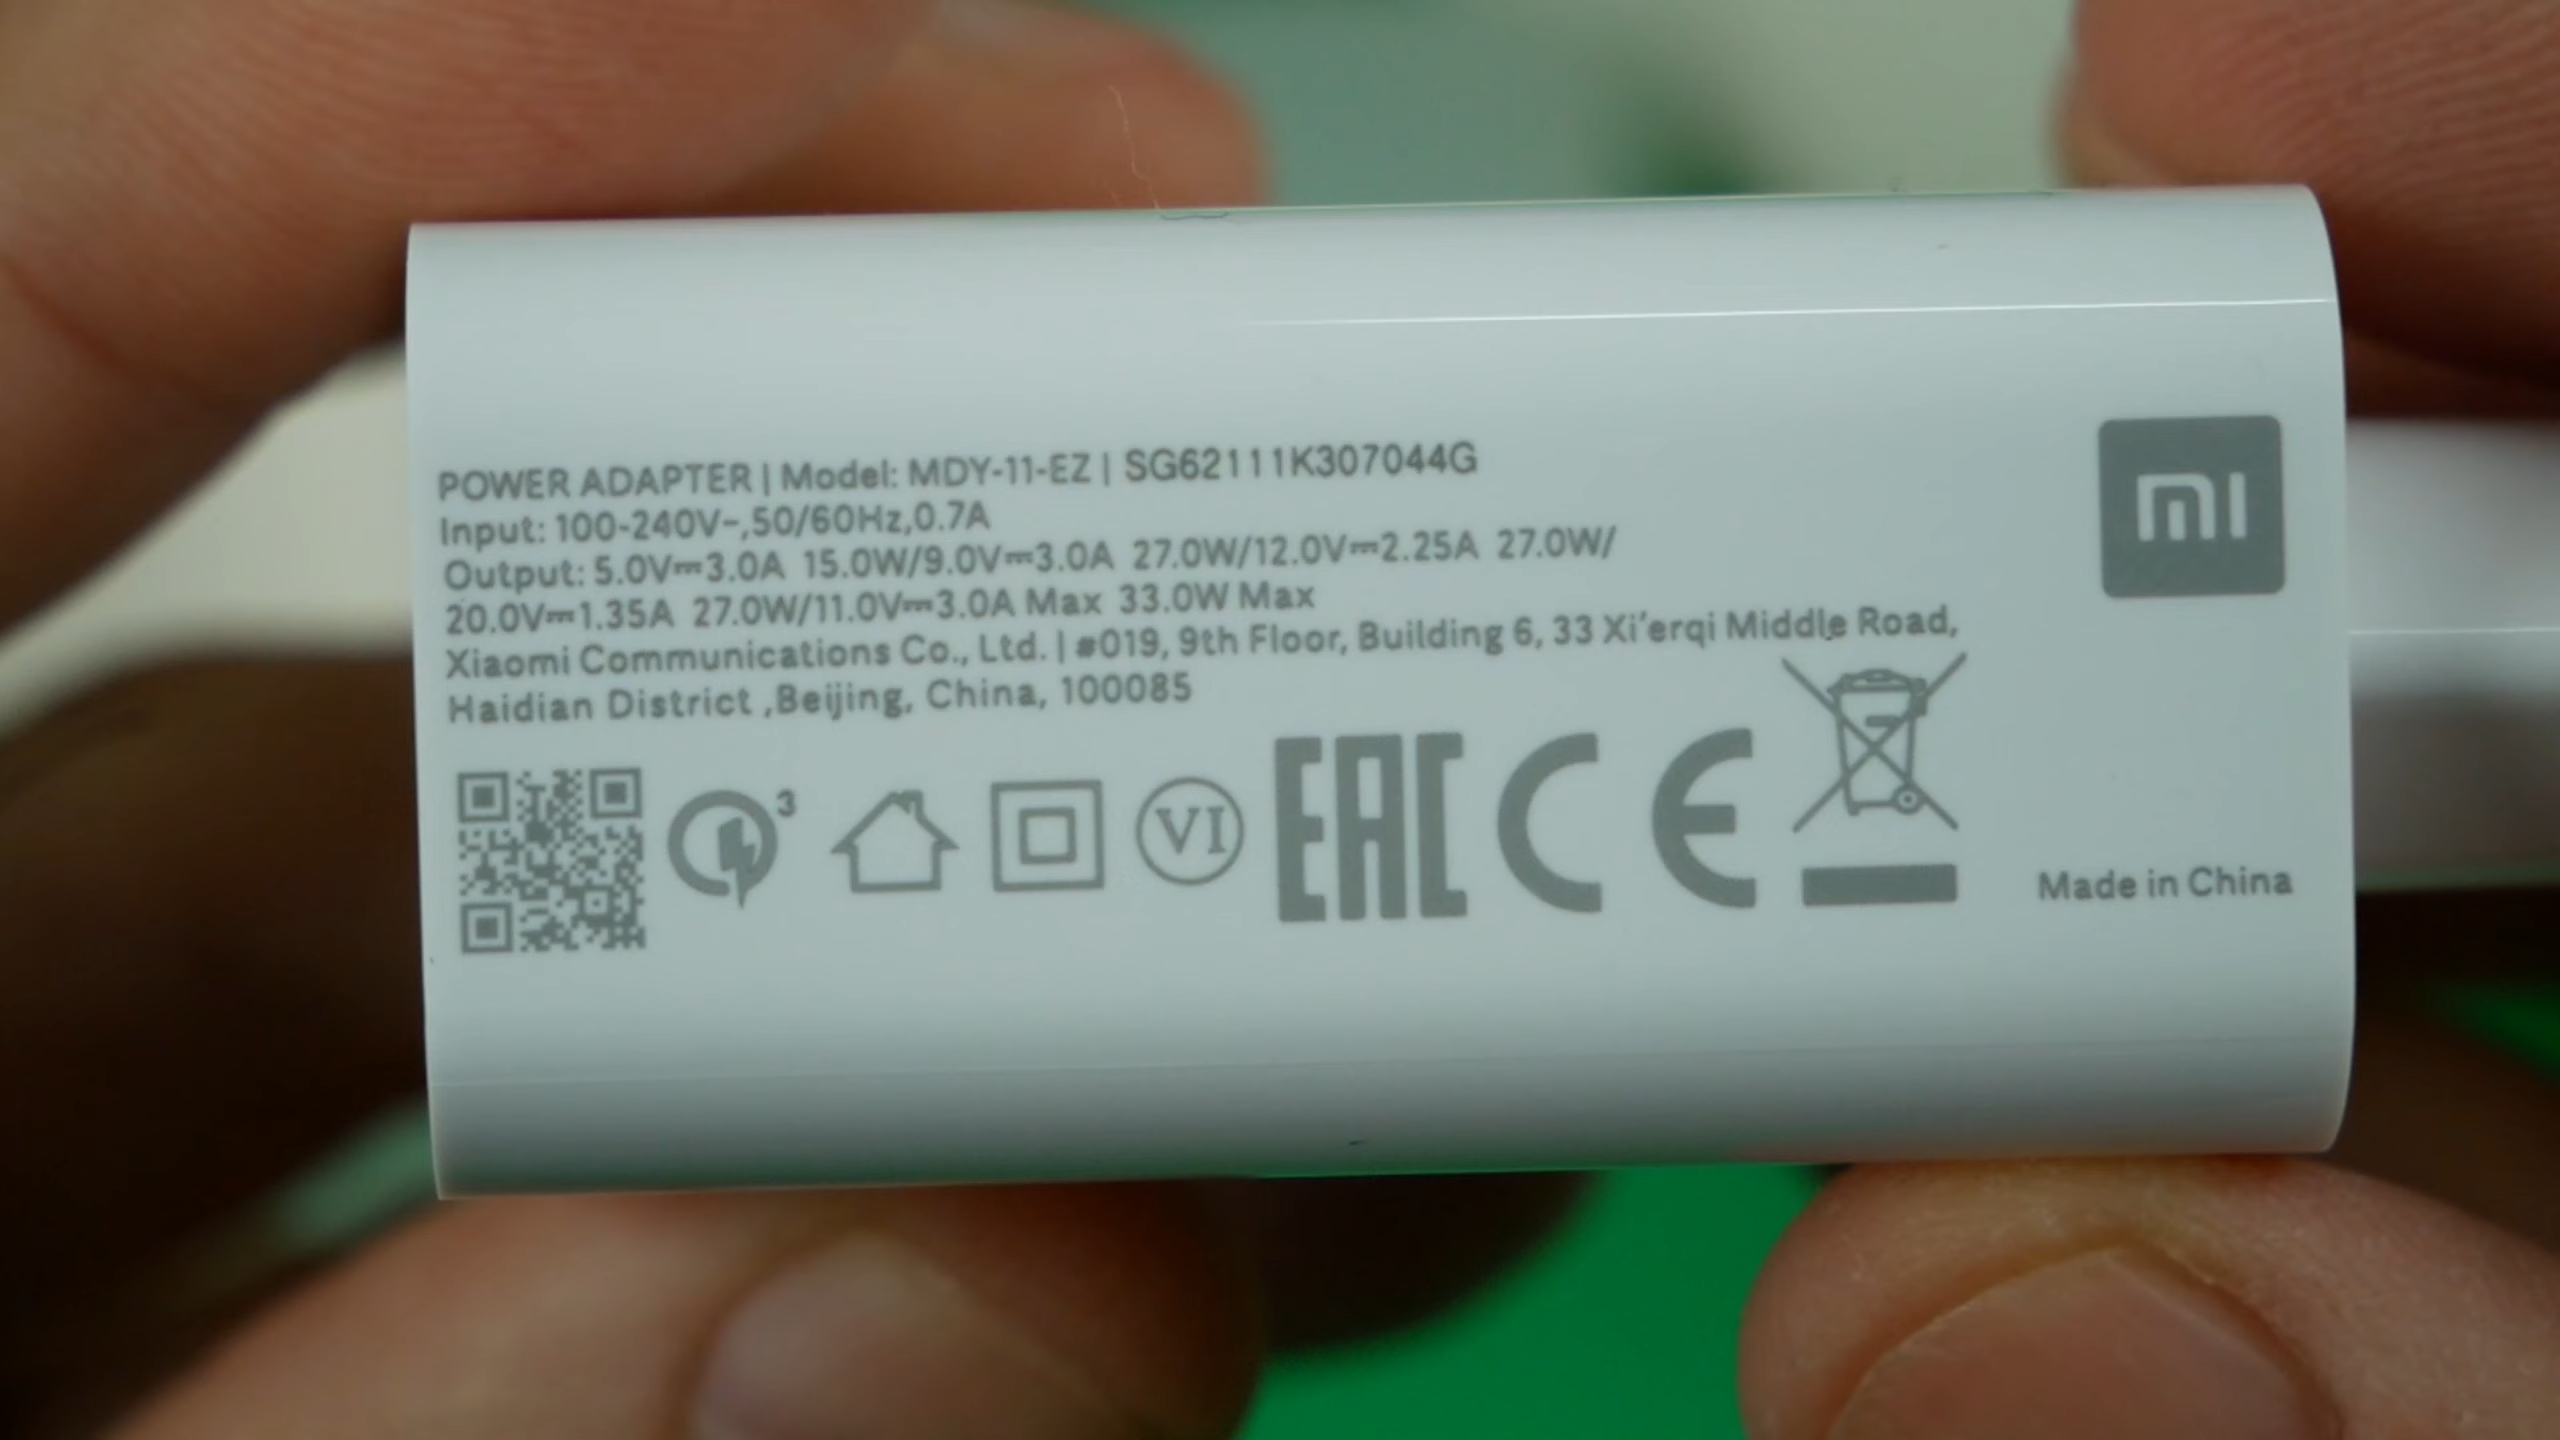 POWER ADAPTER | Model: MDY-11-EZ | SG62111K307044G
Input: 100-240V~,50/60Hz,0.7A
Output: 5.0V⎓3.0A 15.0W/9.0V⎓3.0A 27.0W/12.0V⎓2.25A 27.0W/
20.0V⎓1.35A 27.0W/11.0V⎓3.0A Max 33.0W Max
Xiaomi Communications Co., Ltd. | #019, 9th Floor, Building 6, 33 Xi'erqi Middle Road,
Haidian District ,Beijing, China, 100085
mi
3
VI
EAC
CE
Made in China